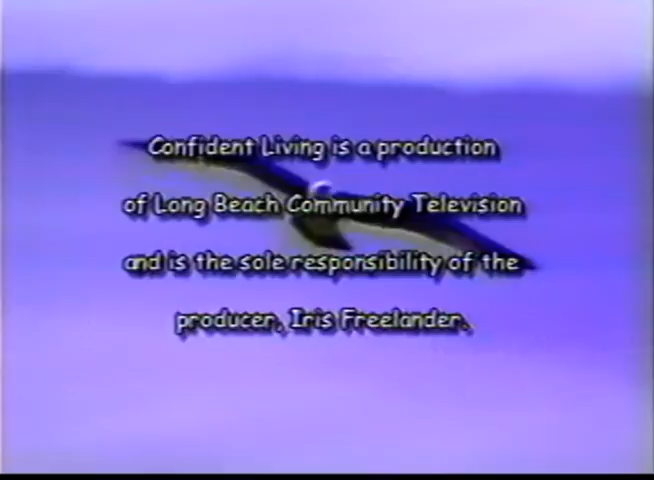 Confident Living is a production
of Long Beach Community Television
and is the sole responsibility of the
producer, Iris Freelander.